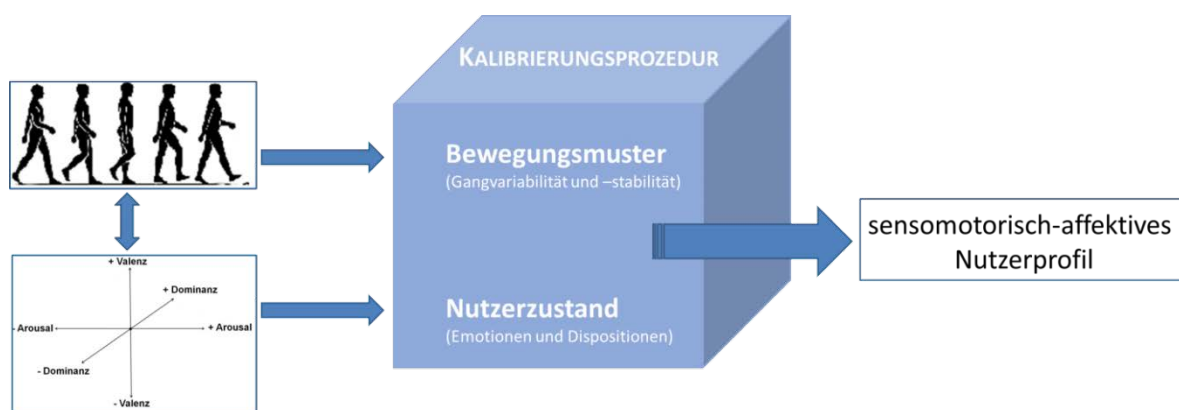 KALIBRIERUNGSPROZEDUR
Bewegungsmuster
(Gangvariabilität und –stabilität)
Nutzerzustand
(Emotionen und Dispositionen)
+ Valenz
+ Dominanz
- Arousal
+ Arousal
- Dominanz
- Valenz
sensomotorisch-affektives
Nutzerprofil